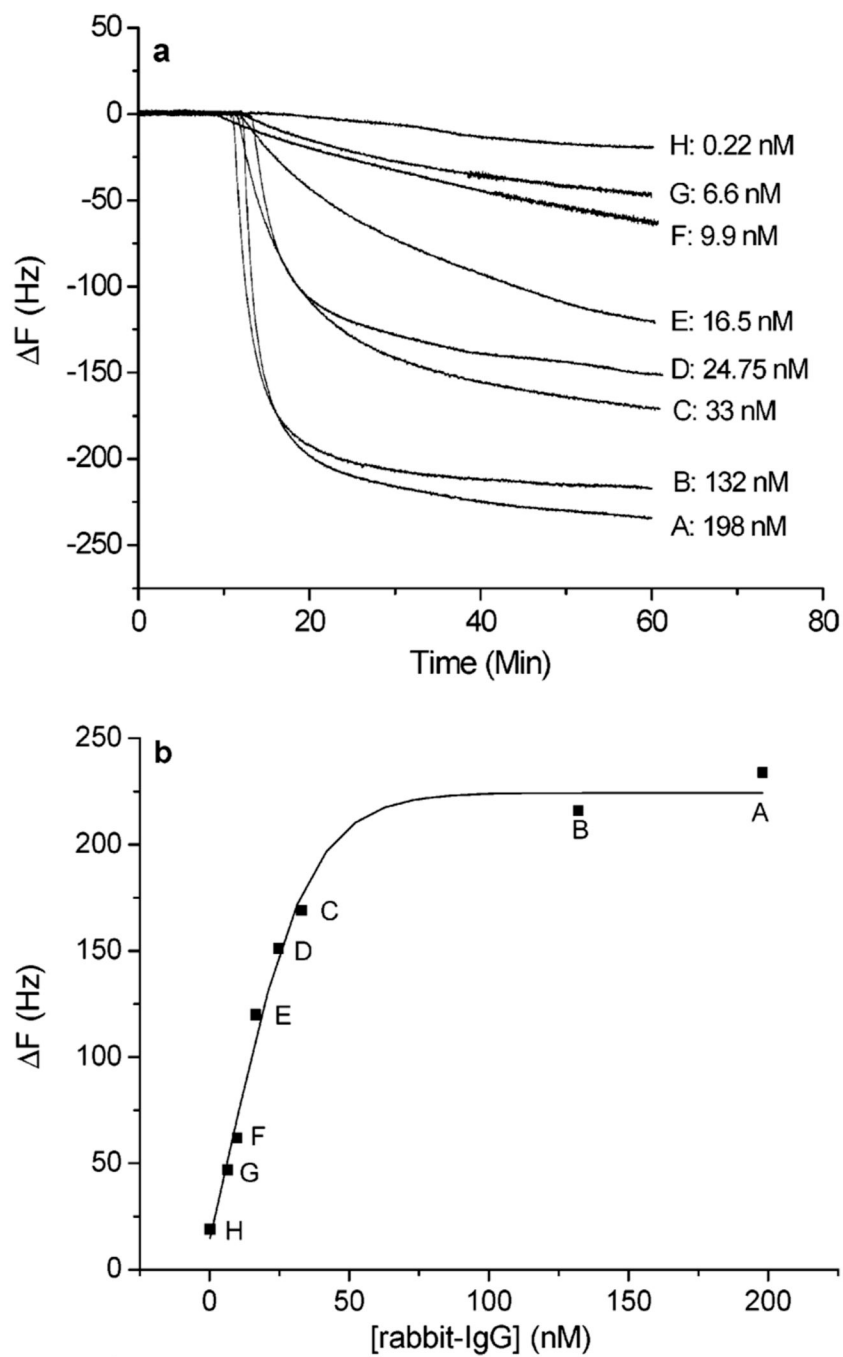 a
50
0
-50
-100
-150
-200
-250
ΔF (Hz)
H: 0.22 nM
G: 6.6 nM
F: 9.9 nM
E: 16.5 nM
D: 24.75 nM
C: 33 nM
B: 132 nM
A: 198 nM
0 20 40 60 80
Time (Min)
b
250
200
150
100
50
0
ΔF (Hz)
A
B
C
D
E
F
G
H
0 50 100 150 200
[rabbit-IgG] (nM)